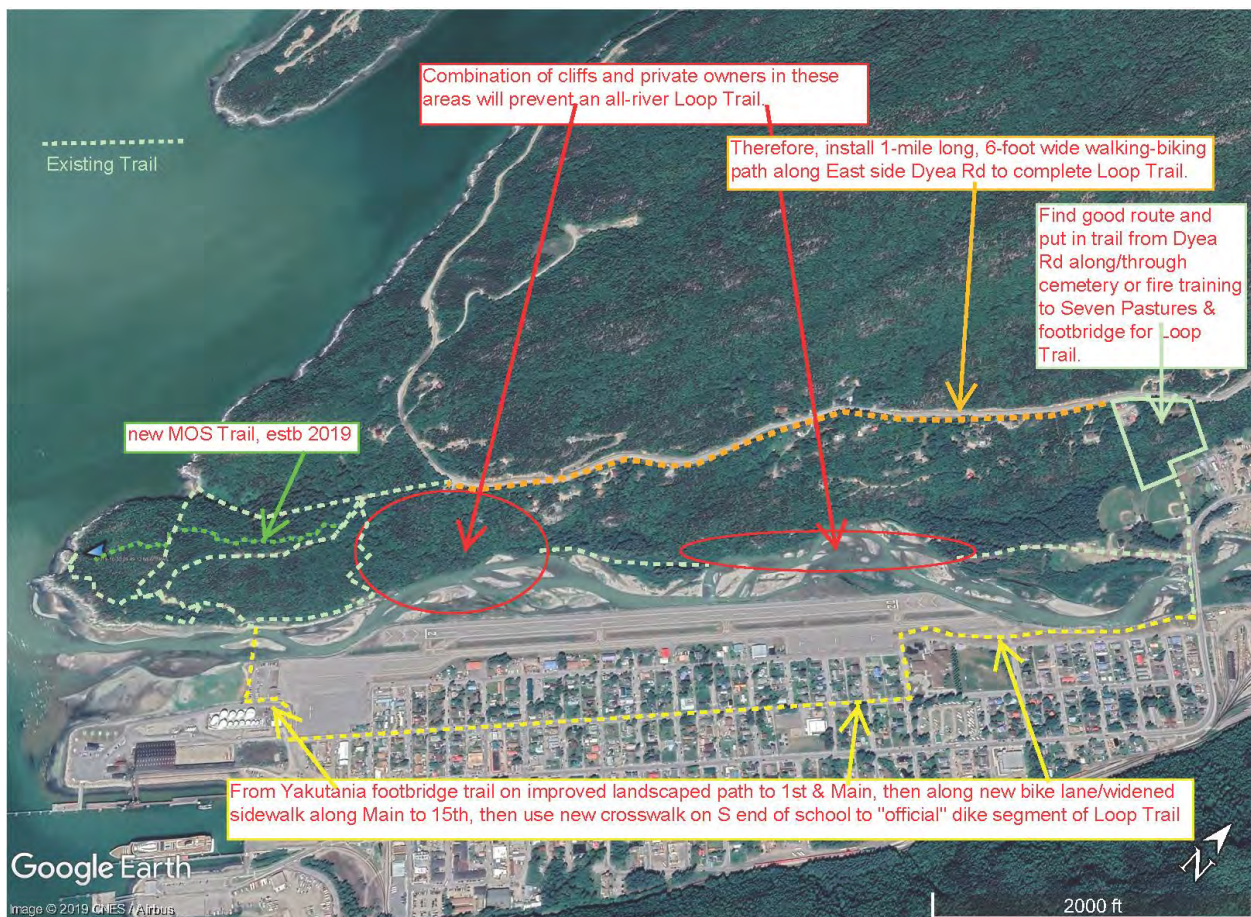 Combination of cliffs and private owners in these
areas will prevent an all-river Loop Trail.
Existing Trail
Therefore, install 1-mile long, 6-foot wide walking-biking
path along East side Dyea Rd to complete Loop Trail.
Find good route and
put in trail from Dyea
Rd along/through
cemetery or fire training
to Seven Pastures &
footbridge for Loop
Trail.
new MOS Trail, estb 2019
20
From Yakutania footbridge trail on improved landscaped path to 1st & Main, then along new bike lane/widened
sidewalk along Main to 15th, then use new crosswalk on S end of school to "official" dike segment of Loop Trail
Google Earth
Image © 2019 CNES / Airbus
N
2000 ft